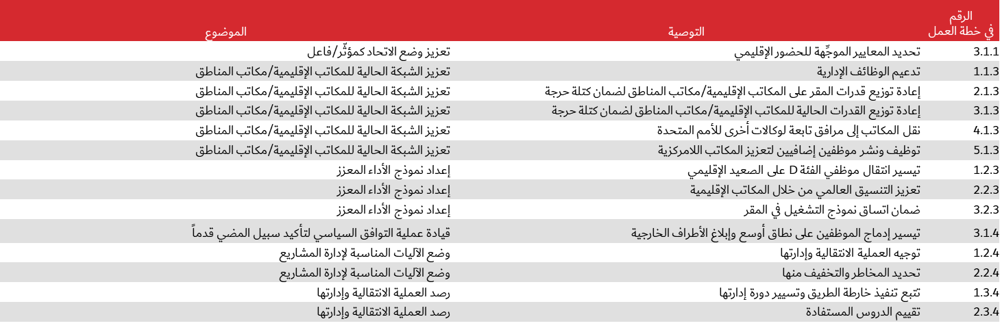 الرقم
في خطة العمل التوصية الموضوع
3.1.1 تحديد المعايير الموجِّهة للحضور الإقليمي تعزيز وضع الاتحاد كمؤثّر/فاعل
1.1.3 تدعيم الوظائف الإدارية تعزيز الشبكة الحالية للمكاتب الإقليمية/مكاتب المناطق
2.1.3 إعادة توزيع قدرات المقر على المكاتب الإقليمية/مكاتب المناطق لضمان كتلة حرجة تعزيز الشبكة الحالية للمكاتب الإقليمية/مكاتب المناطق
3.1.3 إعادة توزيع القدرات الحالية للمكاتب الإقليمية/مكاتب المناطق لضمان كتلة حرجة تعزيز الشبكة الحالية للمكاتب الإقليمية/مكاتب المناطق
4.1.3 نقل المكاتب إلى مرافق تابعة لوكالات أخرى للأمم المتحدة تعزيز الشبكة الحالية للمكاتب الإقليمية/مكاتب المناطق
5.1.3 توظيف ونشر موظفين إضافيين لتعزيز المكاتب اللامركزية تعزيز الشبكة الحالية للمكاتب الإقليمية/مكاتب المناطق
1.2.3 تيسير انتقال موظفي الفئة D على الصعيد الإقليمي إعداد نموذج الأداء المعزز
2.2.3 تعزيز التنسيق العالمي من خلال المكاتب الإقليمية إعداد نموذج الأداء المعزز
3.2.3 ضمان اتساق نموذج التشغيل في المقر إعداد نموذج الأداء المعزز
3.1.4 تيسير إدماج الموظفين على نطاق أوسع وإبلاغ الأطراف الخارجية قيادة عملية التوافق السياسي لتأكيد سبيل المضي قدماً
1.2.4 توجيه العملية الانتقالية وإدارتها وضع الآليات المناسبة لإدارة المشاريع
2.2.4 تحديد المخاطر والتخفيف منها وضع الآليات المناسبة لإدارة المشاريع
1.3.4 تتبع تنفيذ خارطة الطريق وتسيير دورة إدارتها رصد العملية الانتقالية وإدارتها
2.3.4 تقييم الدروس المستفادة رصد العملية الانتقالية وإدارتها